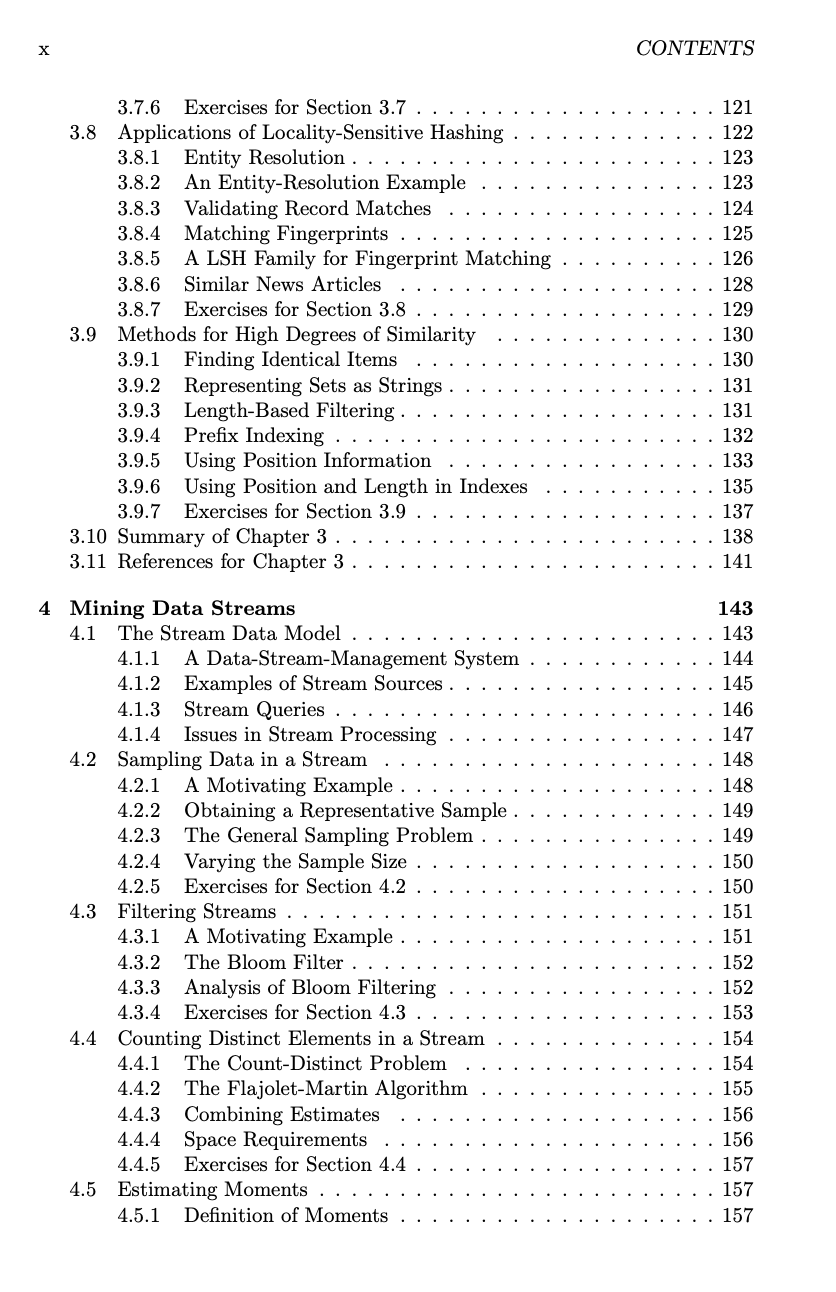 x CONTENTS
3.7.6 Exercises for Section 3.7 . . . . . . . . . . . . . . . . . . . 121
3.8 Applications of Locality-Sensitive Hashing . . . . . . . . . . . . . 122
3.8.1 Entity Resolution . . . . . . . . . . . . . . . . . . . . . . . 123
3.8.2 An Entity-Resolution Example . . . . . . . . . . . . . . . 123
3.8.3 Validating Record Matches . . . . . . . . . . . . . . . . . 124
3.8.4 Matching Fingerprints . . . . . . . . . . . . . . . . . . . . 125
3.8.5 A LSH Family for Fingerprint Matching . . . . . . . . . . 126
3.8.6 Similar News Articles . . . . . . . . . . . . . . . . . . . . 128
3.8.7 Exercises for Section 3.8 . . . . . . . . . . . . . . . . . . . 129
3.9 Methods for High Degrees of Similarity . . . . . . . . . . . . . . 130
3.9.1 Finding Identical Items . . . . . . . . . . . . . . . . . . . 130
3.9.2 Representing Sets as Strings . . . . . . . . . . . . . . . . . 131
3.9.3 Length-Based Filtering . . . . . . . . . . . . . . . . . . . . 131
3.9.4 Prefix Indexing . . . . . . . . . . . . . . . . . . . . . . . . 132
3.9.5 Using Position Information . . . . . . . . . . . . . . . . . 133
3.9.6 Using Position and Length in Indexes . . . . . . . . . . . 135
3.9.7 Exercises for Section 3.9 . . . . . . . . . . . . . . . . . . . 137
3.10 Summary of Chapter 3 . . . . . . . . . . . . . . . . . . . . . . . . 138
3.11 References for Chapter 3 . . . . . . . . . . . . . . . . . . . . . . . 141
4 Mining Data Streams 143
4.1 The Stream Data Model . . . . . . . . . . . . . . . . . . . . . . . 143
4.1.1 A Data-Stream-Management System . . . . . . . . . . . . 144
4.1.2 Examples of Stream Sources . . . . . . . . . . . . . . . . . 145
4.1.3 Stream Queries . . . . . . . . . . . . . . . . . . . . . . . . 146
4.1.4 Issues in Stream Processing . . . . . . . . . . . . . . . . . 147
4.2 Sampling Data in a Stream . . . . . . . . . . . . . . . . . . . . . 148
4.2.1 A Motivating Example . . . . . . . . . . . . . . . . . . . . 148
4.2.2 Obtaining a Representative Sample . . . . . . . . . . . . . 149
4.2.3 The General Sampling Problem . . . . . . . . . . . . . . . 149
4.2.4 Varying the Sample Size . . . . . . . . . . . . . . . . . . . 150
4.2.5 Exercises for Section 4.2 . . . . . . . . . . . . . . . . . . . 150
4.3 Filtering Streams . . . . . . . . . . . . . . . . . . . . . . . . . . . 151
4.3.1 A Motivating Example . . . . . . . . . . . . . . . . . . . . 151
4.3.2 The Bloom Filter . . . . . . . . . . . . . . . . . . . . . . . 152
4.3.3 Analysis of Bloom Filtering . . . . . . . . . . . . . . . . . 152
4.3.4 Exercises for Section 4.3 . . . . . . . . . . . . . . . . . . . 153
4.4 Counting Distinct Elements in a Stream . . . . . . . . . . . . . . 154
4.4.1 The Count-Distinct Problem . . . . . . . . . . . . . . . . 154
4.4.2 The Flajolet-Martin Algorithm . . . . . . . . . . . . . . . 155
4.4.3 Combining Estimates . . . . . . . . . . . . . . . . . . . . 156
4.4.4 Space Requirements . . . . . . . . . . . . . . . . . . . . . 156
4.4.5 Exercises for Section 4.4 . . . . . . . . . . . . . . . . . . . 157
4.5 Estimating Moments . . . . . . . . . . . . . . . . . . . . . . . . . 157
4.5.1 Definition of Moments . . . . . . . . . . . . . . . . . . . . 157